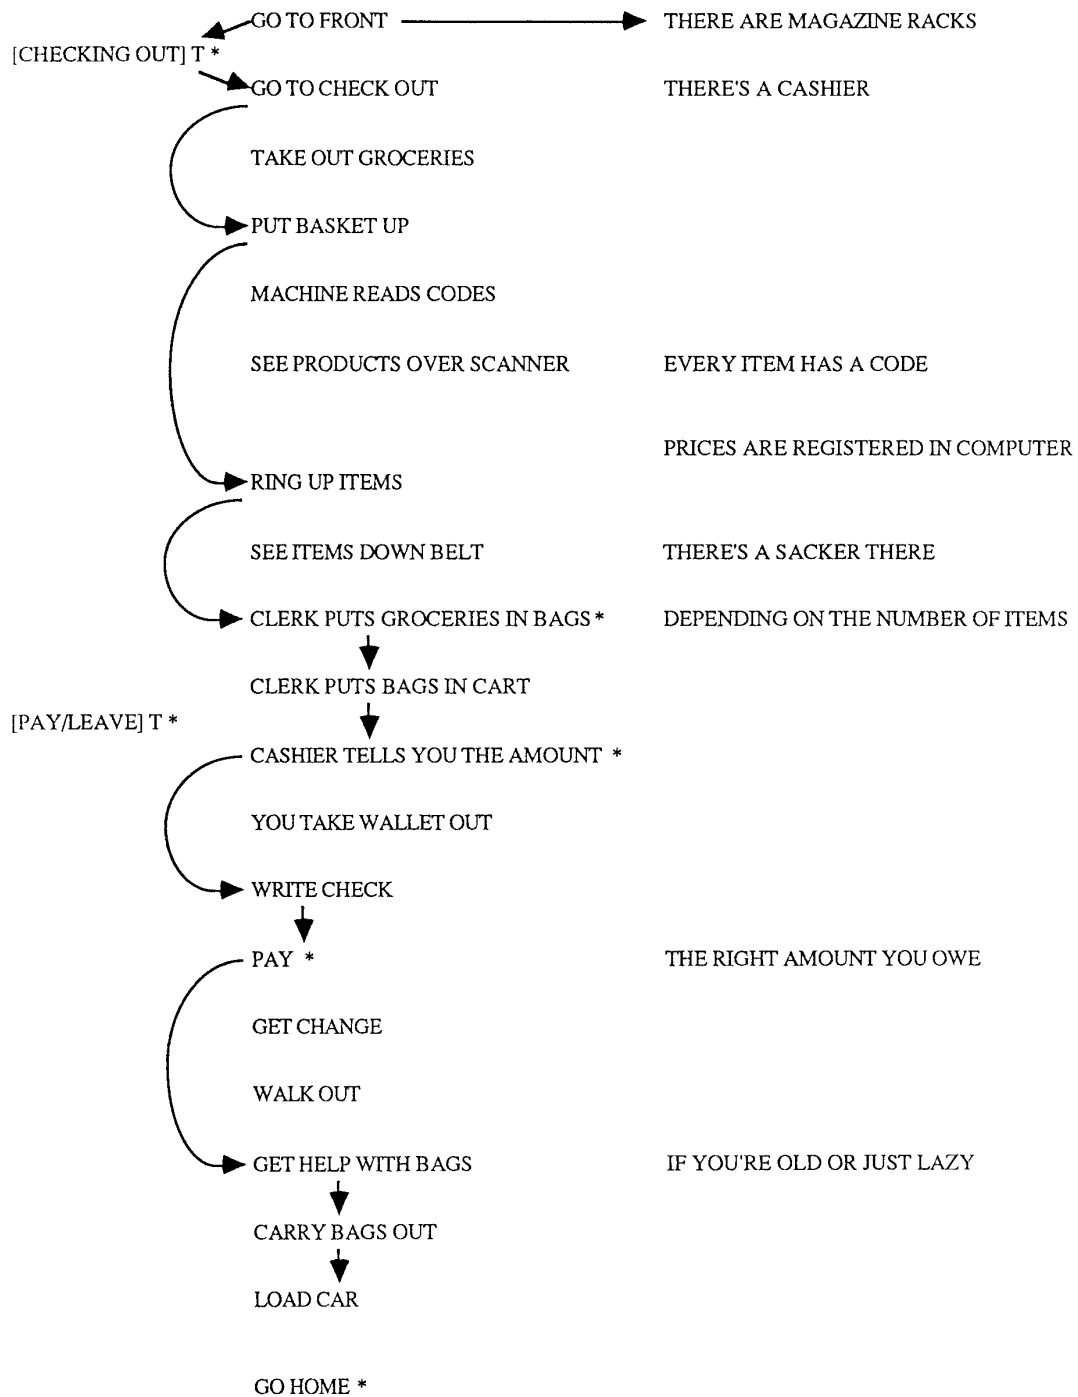 GO TO FRONT THERE ARE MAGAZINE RACKS
[CHECKING OUT] T *
GO TO CHECK OUT THERE'S A CASHIER
TAKE OUT GROCERIES
PUT BASKET UP
MACHINE READS CODES
SEE PRODUCTS OVER SCANNER EVERY ITEM HAS A CODE
PRICES ARE REGISTERED IN COMPUTER
RING UP ITEMS
SEE ITEMS DOWN BELT THERE'S A SACKER THERE
CLERK PUTS GROCERIES IN BAGS * DEPENDING ON THE NUMBER OF ITEMS
CLERK PUTS BAGS IN CART
[PAY/LEAVE] T *
CASHIER TELLS YOU THE AMOUNT *
YOU TAKE WALLET OUT
WRITE CHECK
PAY * THE RIGHT AMOUNT YOU OWE
GET CHANGE
WALK OUT
GET HELP WITH BAGS IF YOU'RE OLD OR JUST LAZY
CARRY BAGS OUT
LOAD CAR
GO HOME *